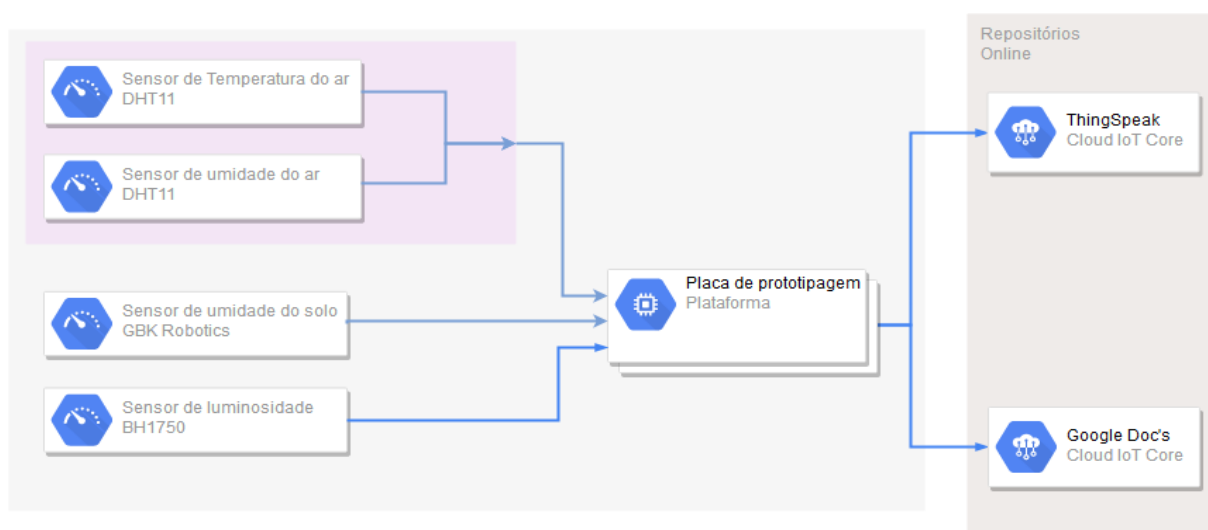 Repositórios
Online
Sensor de Temperatura do ar
DHT11
Sensor de umidade do ar
DHT11
Sensor de umidade do solo
GBK Robotics
Sensor de luminosidade
BH1750
Placa de prototipagem
Plataforma
ThingSpeak
Cloud IoT Core
Google Doc's
Cloud IoT Core